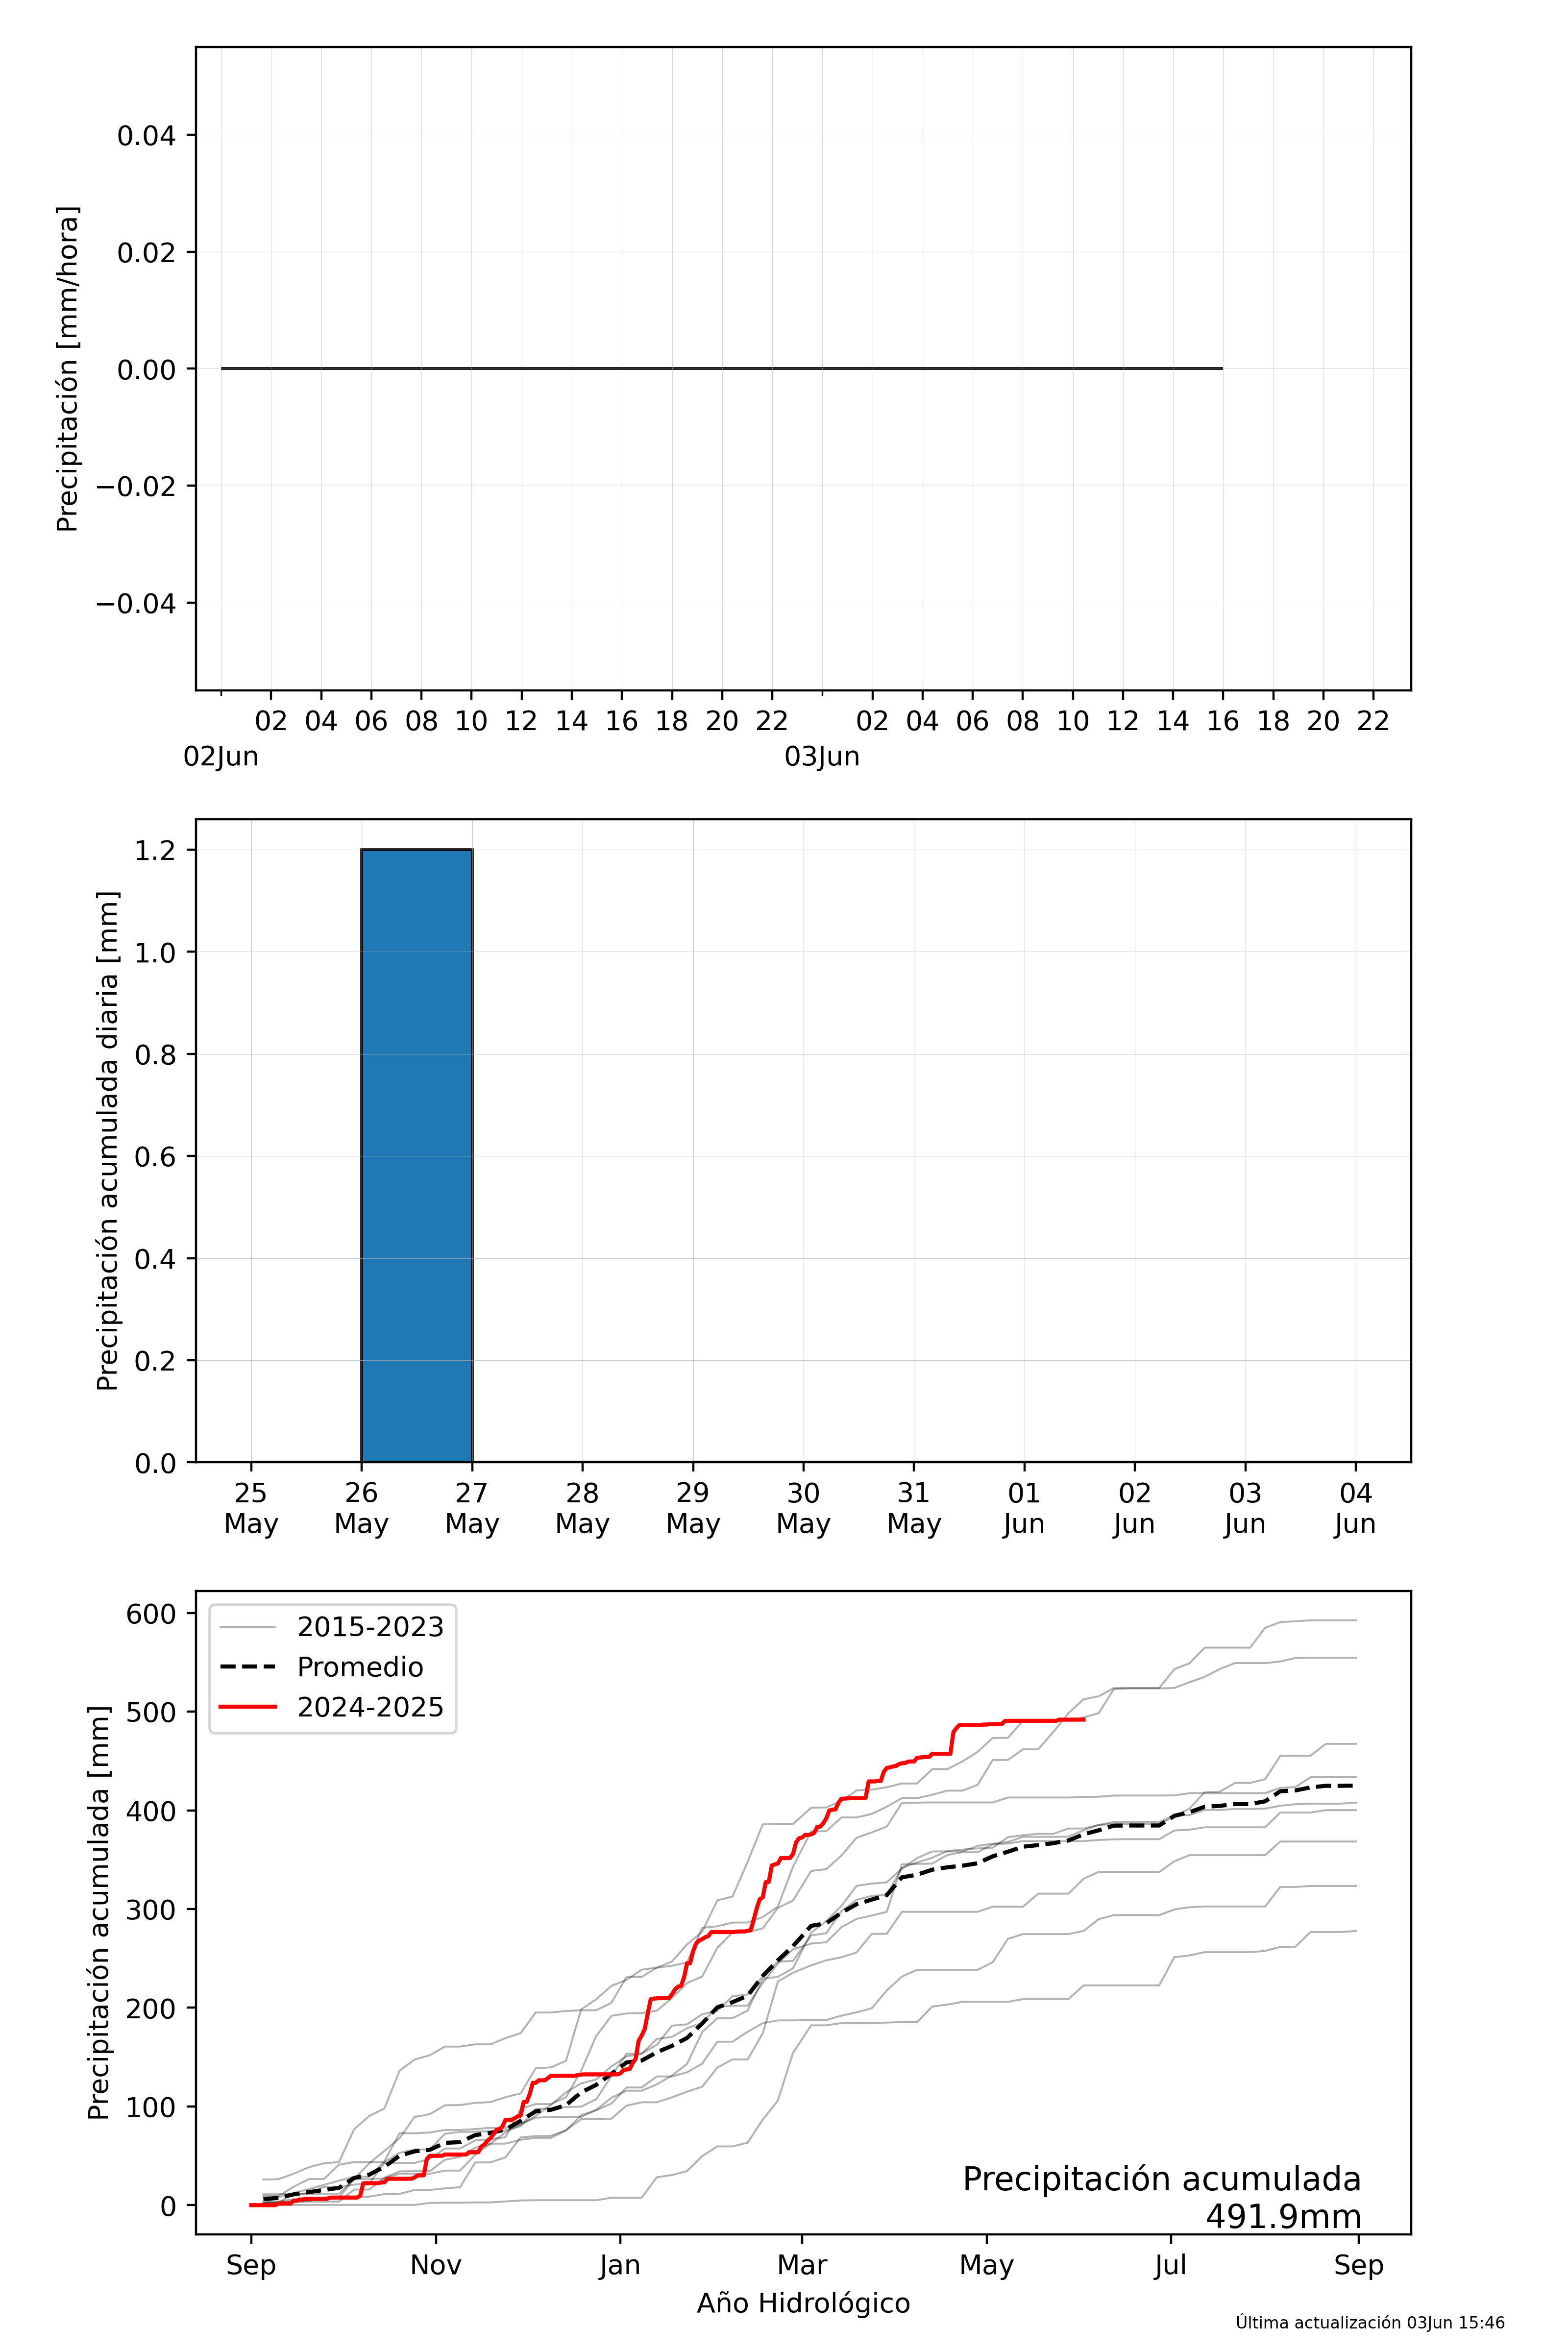 Precipitación [mm/hora]
0.04
0.02
0.00
−0.02
−0.04
02 04 06 08 10 12 14 16 18 20 22 02 04 06 08 10 12 14 16 18 20 22
02Jun 03Jun
Precipitación acumulada diaria [mm]
1.2
1.0
0.8
0.6
0.4
0.2
0.0
25 26 27 28 29 30 31 01 02 03 04
May May May May May May May Jun Jun Jun Jun
Precipitación acumulada [mm]
600
500
400
300
200
100
0
2015-2023
Promedio
2024-2025
Precipitación acumulada
491.9mm
Sep Nov Jan Mar May Jul Sep
Año Hidrológico
Última actualización 03Jun 15:46